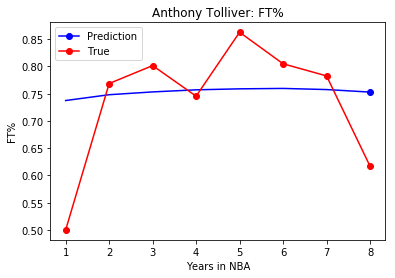 Anthony Tolliver: FT%
Prediction
True
FT%
0.85
0.80
0.75
0.70
0.65
0.60
0.55
0.50
1 2 3 4 5 6 7 8
Years in NBA